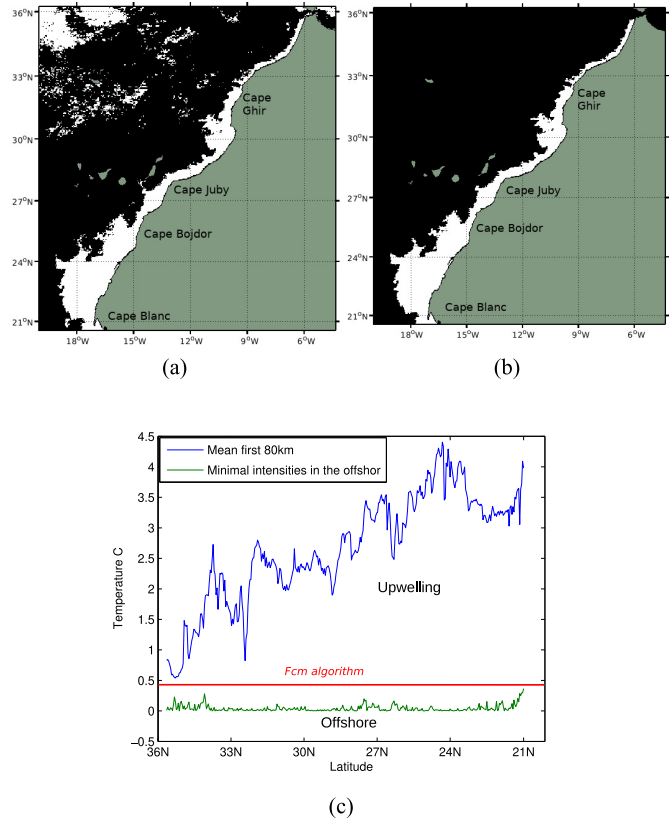 36°N
33°N
30°N
27°N
24°N
21°N
18°W
15°W
12°W
9°W
6°W
Cape
Ghir
Cape Juby
Cape Bojdor
Cape Blanc
(a)
36°N
33°N
30°N
27°N
24°N
21°N
18°W
15°W
12°W
9°W
6°W
Cape
Ghir
Cape Juby
Cape Bojdor
Cape Blanc
(b)
4.5
4
3.5
3
2.5
2
1.5
1
0.5
0
−0.5
Temperature C
Mean first 80km
Minimal intensities in the offshor
Upwelling
Fcm algorithm
Offshore
36N
33N
30N
27N
24N
21N
Latitude
(c)